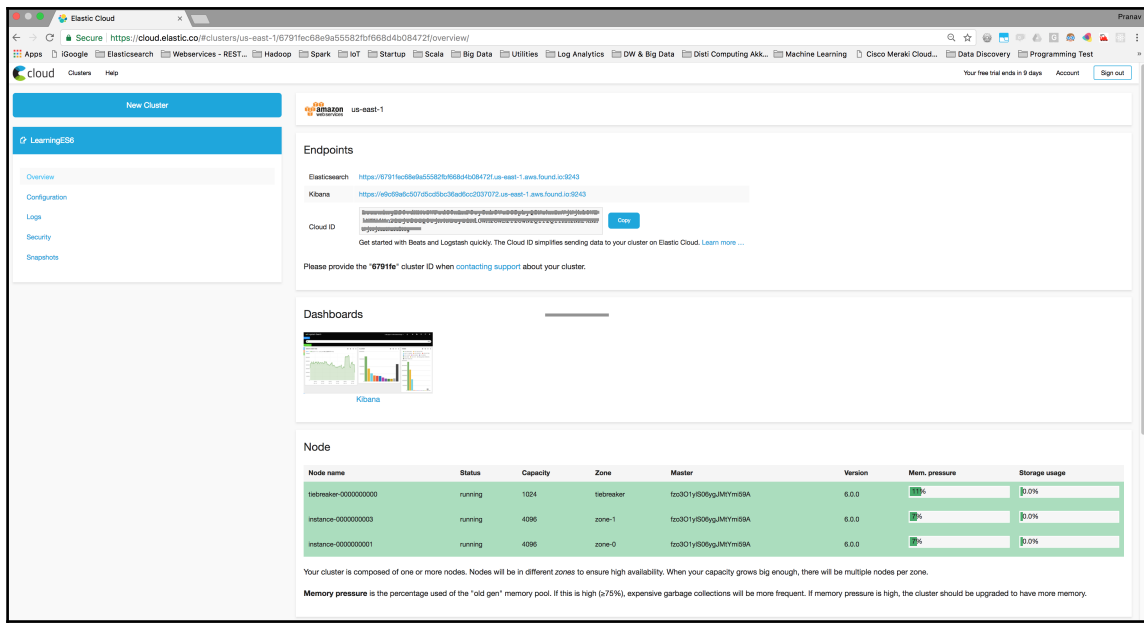 Elastic Cloud
Pranav
Secure https://cloud.elastic.co/#clusters/us-east-1/6791fec68e9a55582fbf668d4b08472f/overview/
Apps iGoogle Elasticsearch Webservices - REST... Hadoop Spark IoT Startup Scala Big Data Utilities Log Analytics DW & Big Data Disti Computing Akk... Machine Learning Cisco Meraki Cloud... Data Discovery Programming Test »
cloud Clusters Help Your free trial ends in 9 days Account Sign out
New Cluster
amazon webservices us-east-1
LearningES6
Endpoints
Overview
Configuration
Logs
Security
Snapshots
Elasticsearch https://6791fec68e9a55582fbf668d4b08472f.us-east-1.aws.found.io:9243
Kibana https://e9c69a6c507d5cd5bc36ad6cc2037072.us-east-1.aws.found.io:9243
Cloud ID
Copy
Get started with Beats and Logstash quickly. The Cloud ID simplifies sending data to your cluster on Elastic Cloud. Learn more ...
Please provide the "6791fe" cluster ID when contacting support about your cluster.
Dashboards
Kibana
Node
Node name Status Capacity Zone Master Version Mem. pressure Storage usage
tiebreaker-0000000000 running 1024 tiebreaker fzo3O1yIS06ygJMtYmi59A 6.0.0 11% 0.0%
instance-0000000003 running 4096 zone-1 fzo3O1yIS06ygJMtYmi59A 6.0.0 7% 0.0%
instance-0000000001 running 4096 zone-0 fzo3O1yIS06ygJMtYmi59A 6.0.0 7% 0.0%
Your cluster is composed of one or more nodes. Nodes will be in different zones to ensure high availability. When your capacity grows big enough, there will be multiple nodes per zone.
Memory pressure is the percentage used of the "old gen" memory pool. If this is high (≥75%), expensive garbage collections will be more frequent. If memory pressure is high, the cluster should be upgraded to have more memory.